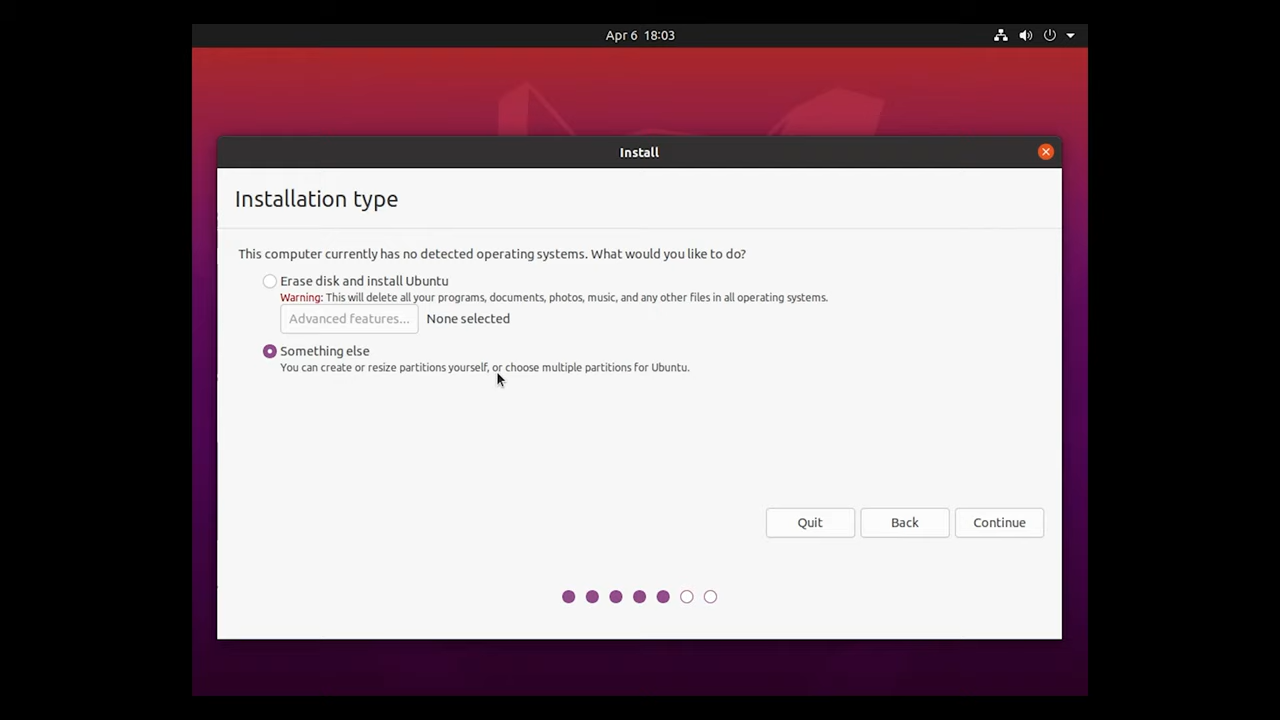 Apr 6 18:03
Install
Installation type
This computer currently has no detected operating systems. What would you like to do?
Erase disk and install Ubuntu
Warning: This will delete all your programs, documents, photos, music, and any other files in all operating systems.
Advanced features... None selected
Something else
You can create or resize partitions yourself, or choose multiple partitions for Ubuntu.
Quit Back Continue